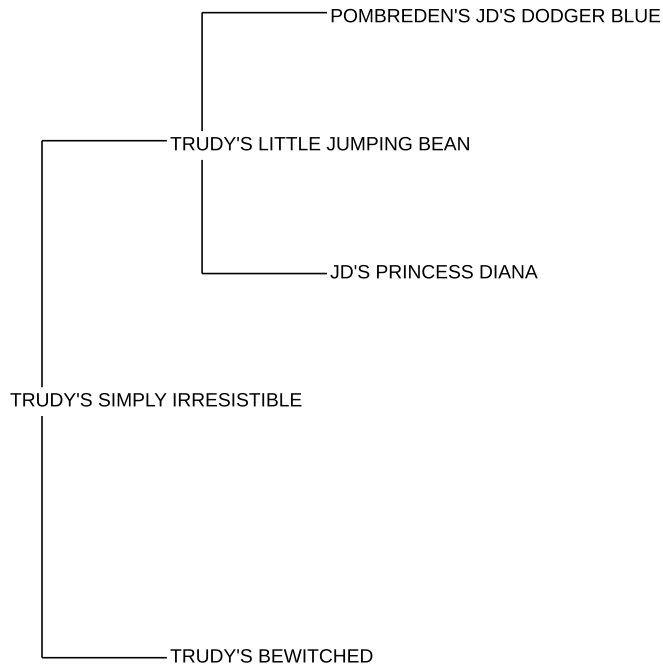 POMBREDEN'S JD'S DODGER BLUE
TRUDY'S LITTLE JUMPING BEAN
JD'S PRINCESS DIANA
TRUDY'S SIMPLY IRRESISTIBLE
TRUDY'S BEWITCHED